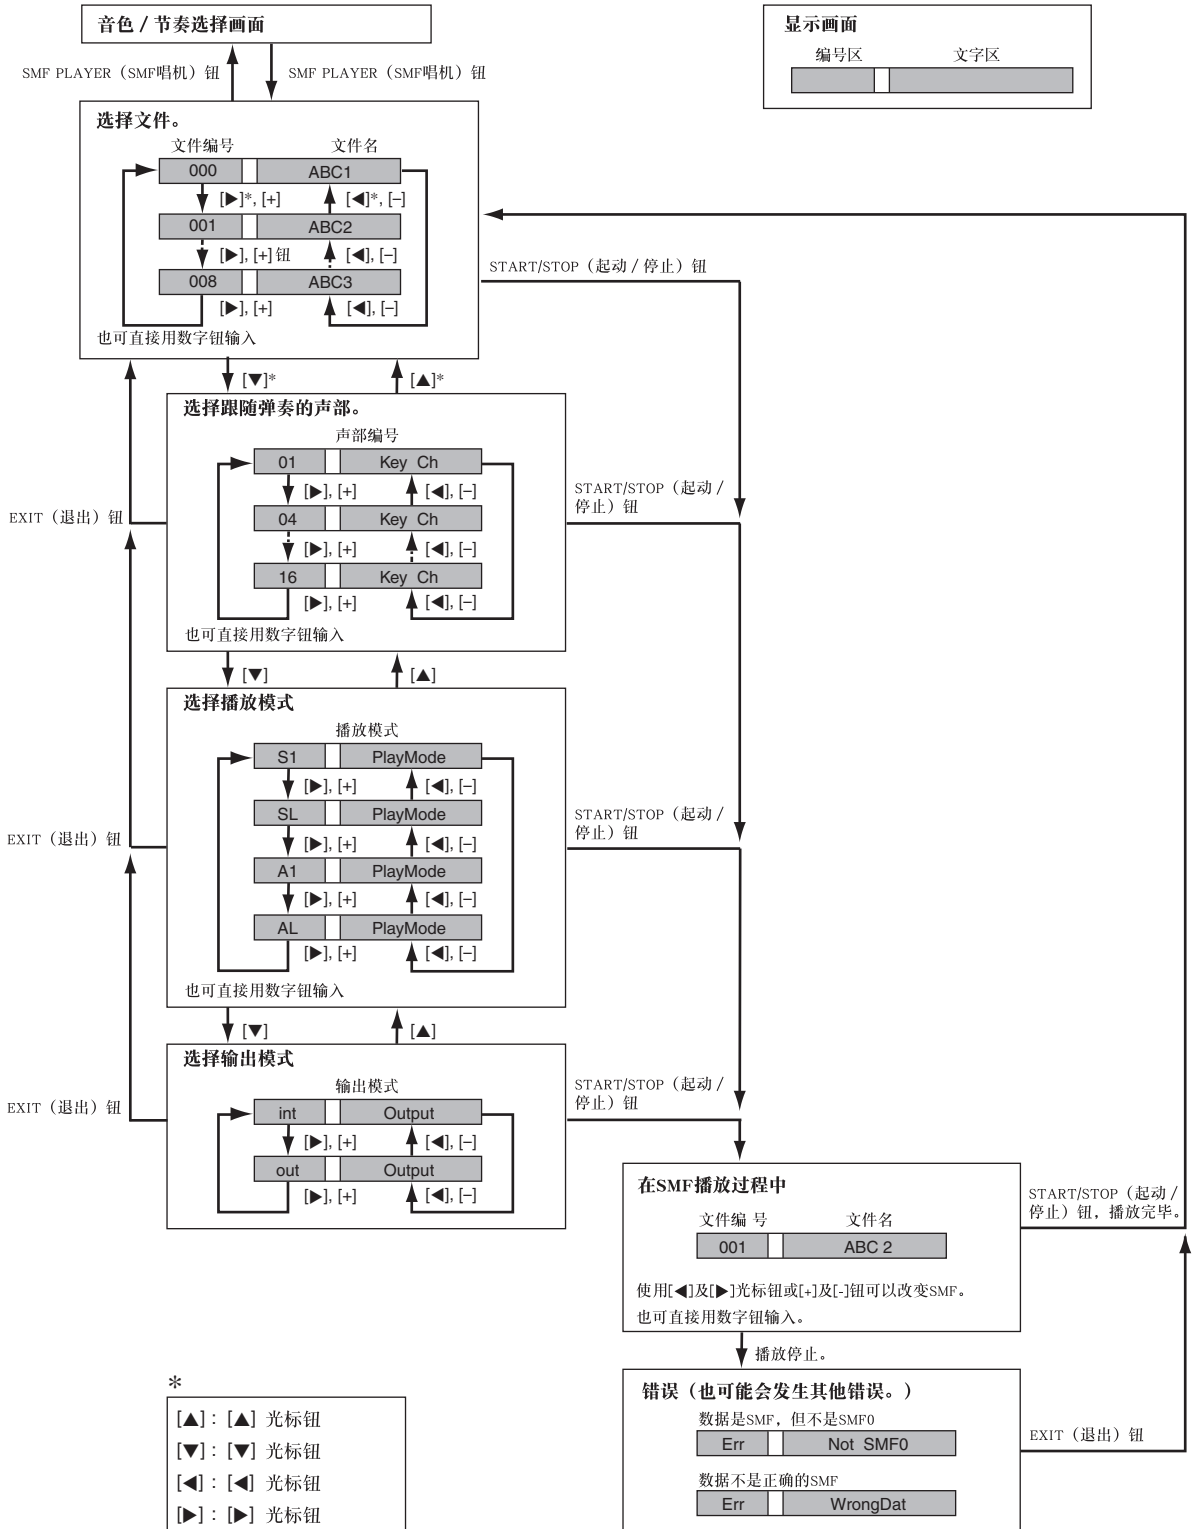 音色 / 节奏选择画面
显示画面
编号区 文字区
SMF PLAYER（SMF唱机）钮
SMF PLAYER（SMF唱机）钮
选择文件。
文件编号 文件名
000 ABC1
[▶]*, [+] [◀]*, [–]
001 ABC2
[▶], [+]钮 [◀], [–]
008 ABC3
[▶], [+] [◀], [–]
也可直接用数字钮输入
START/STOP（起动 / 停止）钮
[▼]* [▲]*
选择跟随弹奏的声部。
声部编号
01 Key Ch
[▶], [+] [◀], [–]
04 Key Ch
[▶], [+] [◀], [–]
16 Key Ch
[▶], [+] [◀], [–]
也可直接用数字钮输入
EXIT（退出）钮
START/STOP（起动 /
停止）钮
[▼] [▲]
选择播放模式
播放模式
S1 PlayMode
[▶], [+] [◀], [–]
SL PlayMode
[▶], [+] [◀], [–]
A1 PlayMode
[▶], [+] [◀], [–]
AL PlayMode
[▶], [+] [◀], [–]
也可直接用数字钮输入
EXIT（退出）钮
START/STOP（起动 /
停止）钮
[▼] [▲]
选择输出模式
输出模式
int Output
[▶], [+] [◀], [–]
out Output
[▶], [+] [◀], [–]
EXIT（退出）钮
START/STOP（起动 /
停止）钮
在SMF播放过程中
文件编 号 文件名
001 ABC 2
使用[◀]及[▶]光标钮或[+]及[-]钮可以改变SMF。
也可直接用数字钮输入。
START/STOP（起动 /
停止）钮，播放完毕。
播放停止。
错误（也可能会发生其他错误。）
数据是SMF，但不是SMF0
Err Not SMF0
数据不是正确的SMF
Err WrongDat
EXIT（退出）钮
*
[▲]：[▲] 光标钮
[▼]：[▼] 光标钮
[◀]：[◀] 光标钮
[▶]：[▶] 光标钮